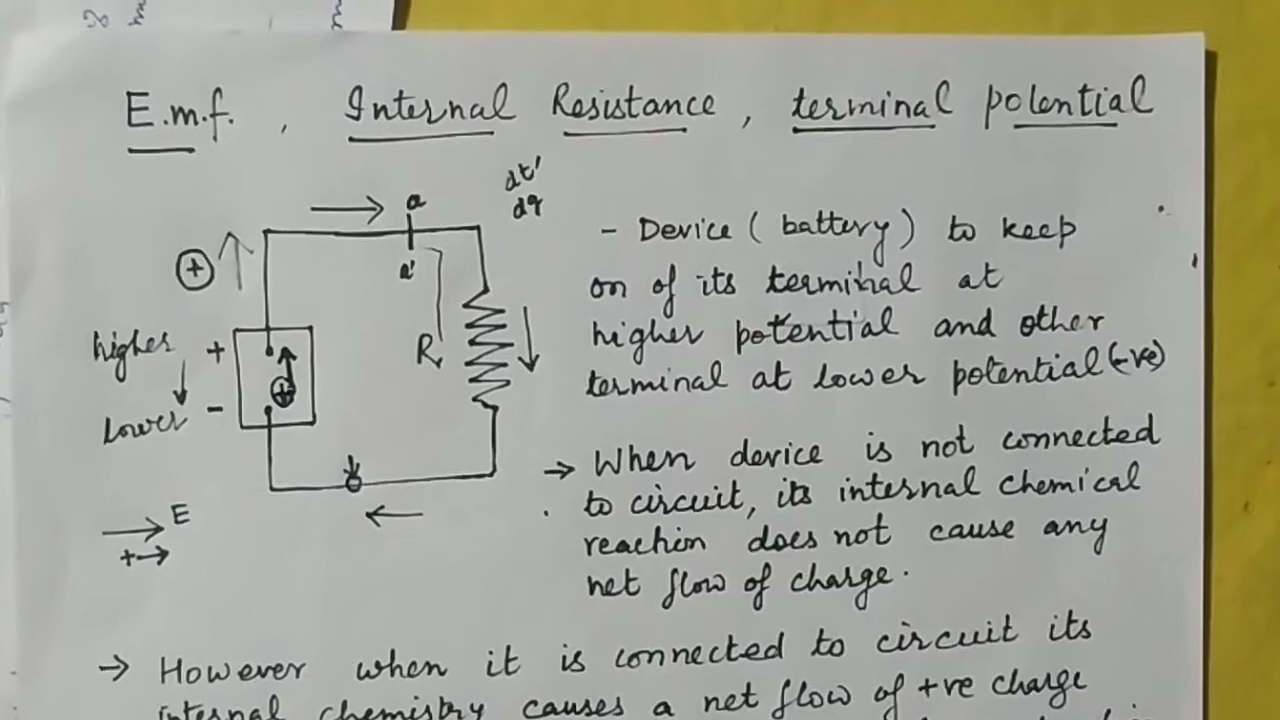 E.m.f. , Internal Resistance, terminal potential
dt'
dq
a
a'
+
higher +
lower -
+
R
E
+→
- Device ( battery ) to keep
on of its terminal at
higher potential and other
terminal at lower potential (-ve)
→ When device is not connected
to circuit, its internal chemical
reachin does not cause any
net flow of charge.
→ However when it is connected to circuit its
internal chemistry causes a net flow of +ve charge